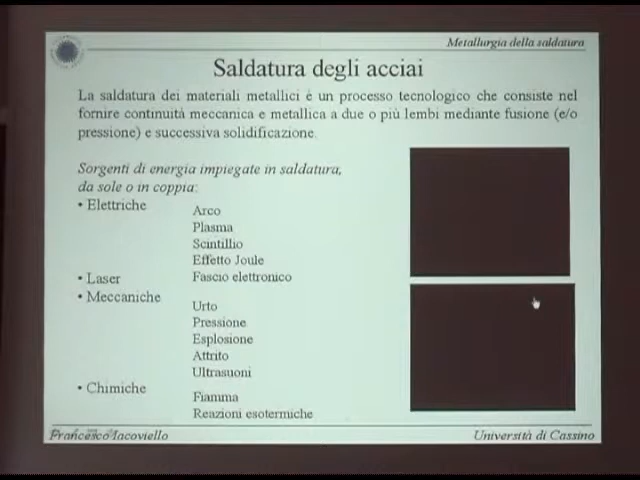 Metallurgia della saldatura
Saldatura degli acciai
La saldatura dei materiali metallici è un processo tecnologico che consiste nel
fornire continuità meccanica e metallica a due o più lembi mediante fusione (e/o
pressione) e successiva solidificazione.
Sorgenti di energia impiegate in saldatura,
da sole o in coppia:
• Elettriche
Arco
Plasma
Scintillio
Effetto Joule
Fascio elettronico
• Laser
• Meccaniche
Urto
Pressione
Esplosione
Attrito
Ultrasuoni
• Chimiche
Fiamma
Reazioni esotermiche
Francesco Iacoviello
Università di Cassino